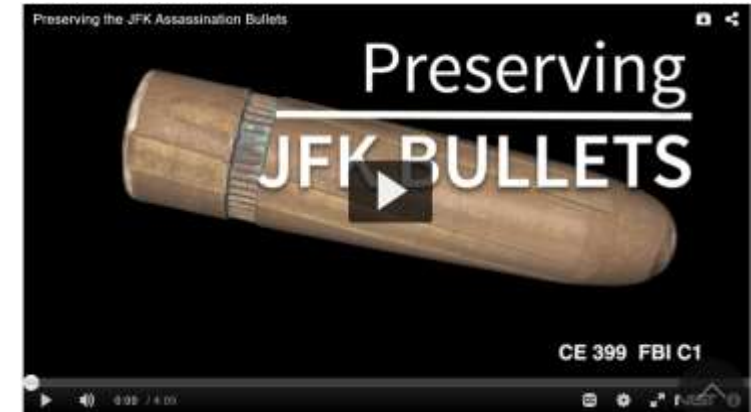 Preserving the JFK Assassination Bullets
Preserving
JFK BULLETS
CE 399 FBI C1
0:00 / 4:05